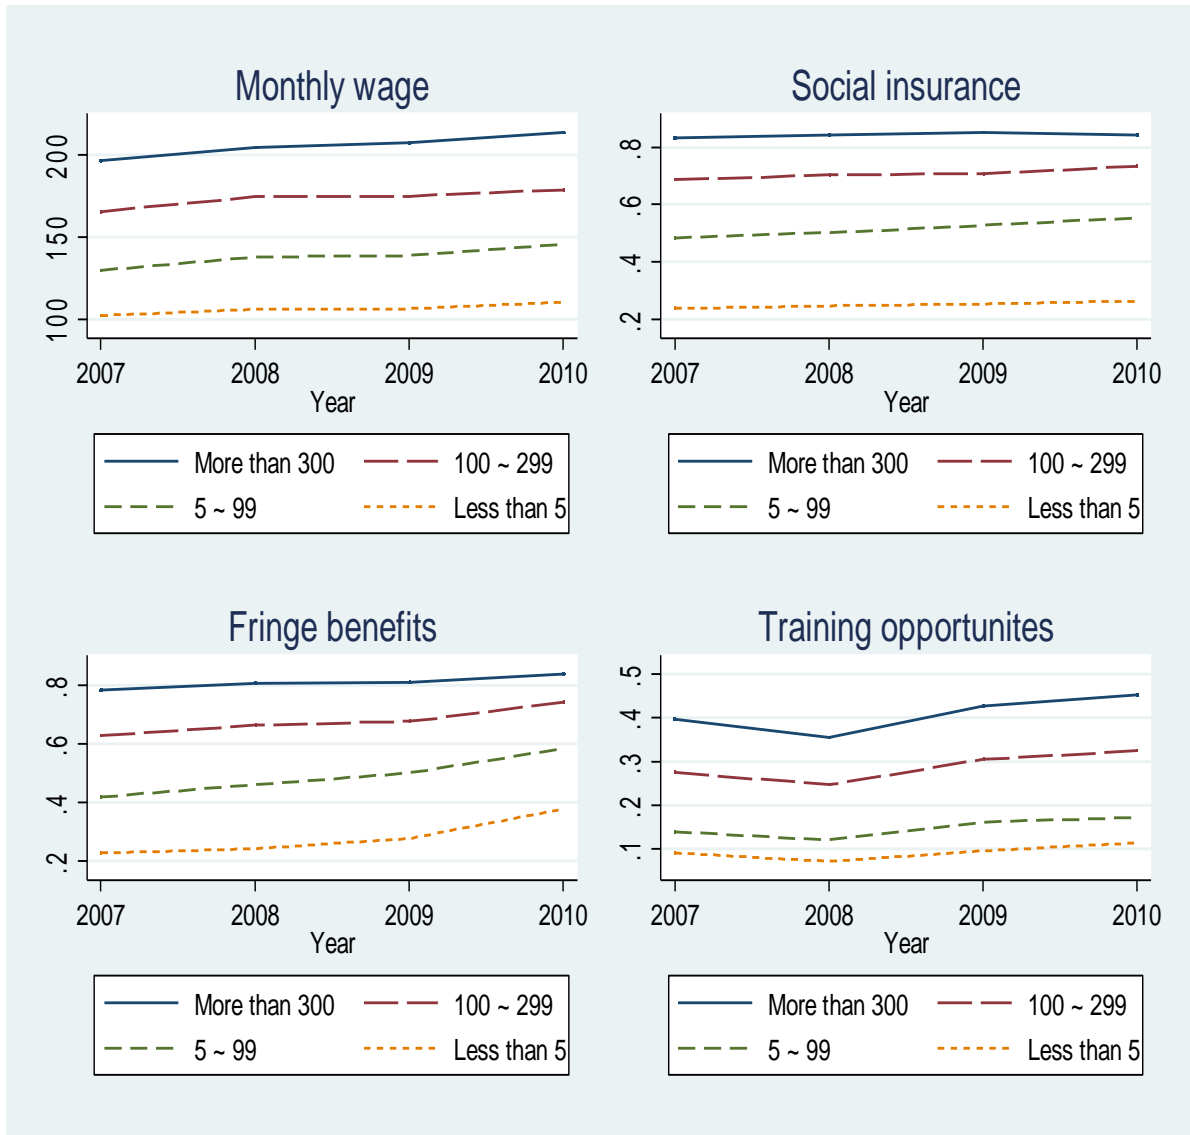 Monthly wage
200
150
100
2007 2008 2009 2010
Year
More than 300 100 ~ 299
5 ~ 99 Less than 5
Social insurance
.8
.6
.4
.2
2007 2008 2009 2010
Year
More than 300 100 ~ 299
5 ~ 99 Less than 5
Fringe benefits
.8
.6
.4
.2
2007 2008 2009 2010
Year
More than 300 100 ~ 299
5 ~ 99 Less than 5
Training opportunites
.5
.4
.3
.2
.1
2007 2008 2009 2010
Year
More than 300 100 ~ 299
5 ~ 99 Less than 5